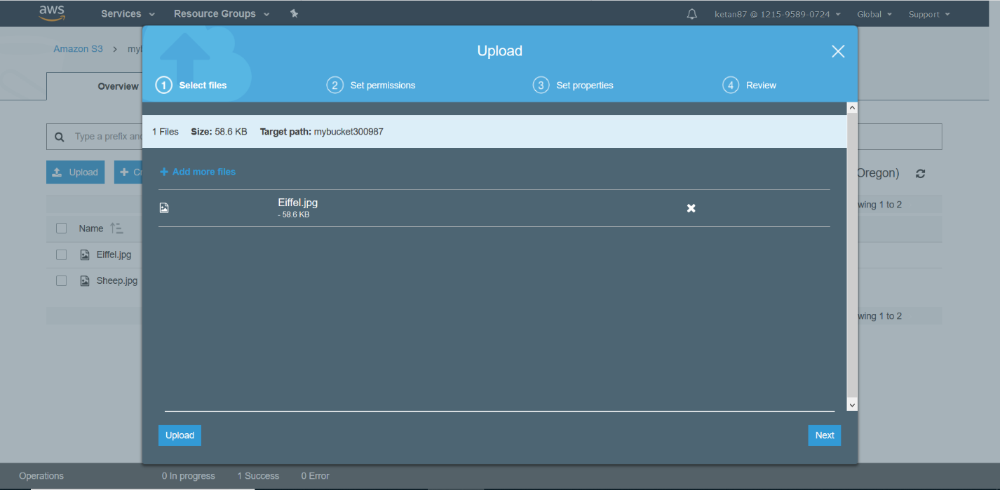 aws Services Resource Groups ketan87 @ 1215-9589-0724 Global Support
Amazon S3 > myb
Upload
Overview
1 Select files 2 Set permissions 3 Set properties 4 Review
1 Files Size: 58.6 KB Target path: mybucket300987
Type a prefix and
Upload Cr
+ Add more files
Oregon)
Eiffel.jpg
- 58.6 KB
wing 1 to 2
Name
Eiffel.jpg
Sheep.jpg
wing 1 to 2
Upload Next
Operations 0 In progress 1 Success 0 Error